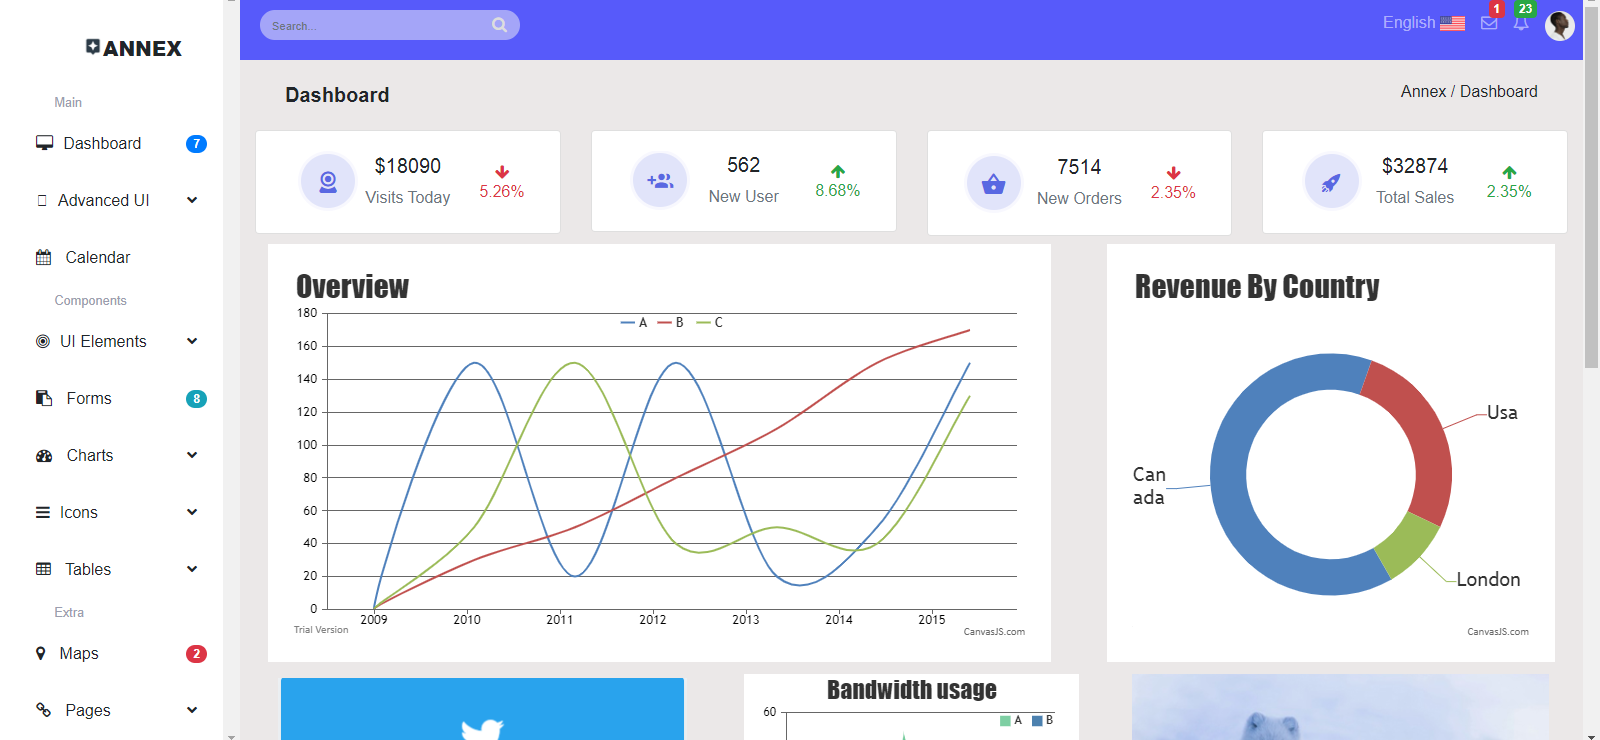 Search...
English
1
23
ANNEX
Main
Dashboard 7
Advanced UI
Calendar
Components
UI Elements
Forms 8
Charts
Icons
Tables
Extra
Maps 2
Pages
Dashboard
Annex / Dashboard
$18090
Visits Today
5.26%
562
New User
8.68%
7514
New Orders
2.35%
$32874
Total Sales
2.35%
Overview
A B C
180
160
140
120
100
80
60
40
20
0
2009 2010 2011 2012 2013 2014 2015
Trial Version
CanvasJS.com
Revenue By Country
Usa
Can
ada
London
CanvasJS.com
Bandwidth usage
60
A B